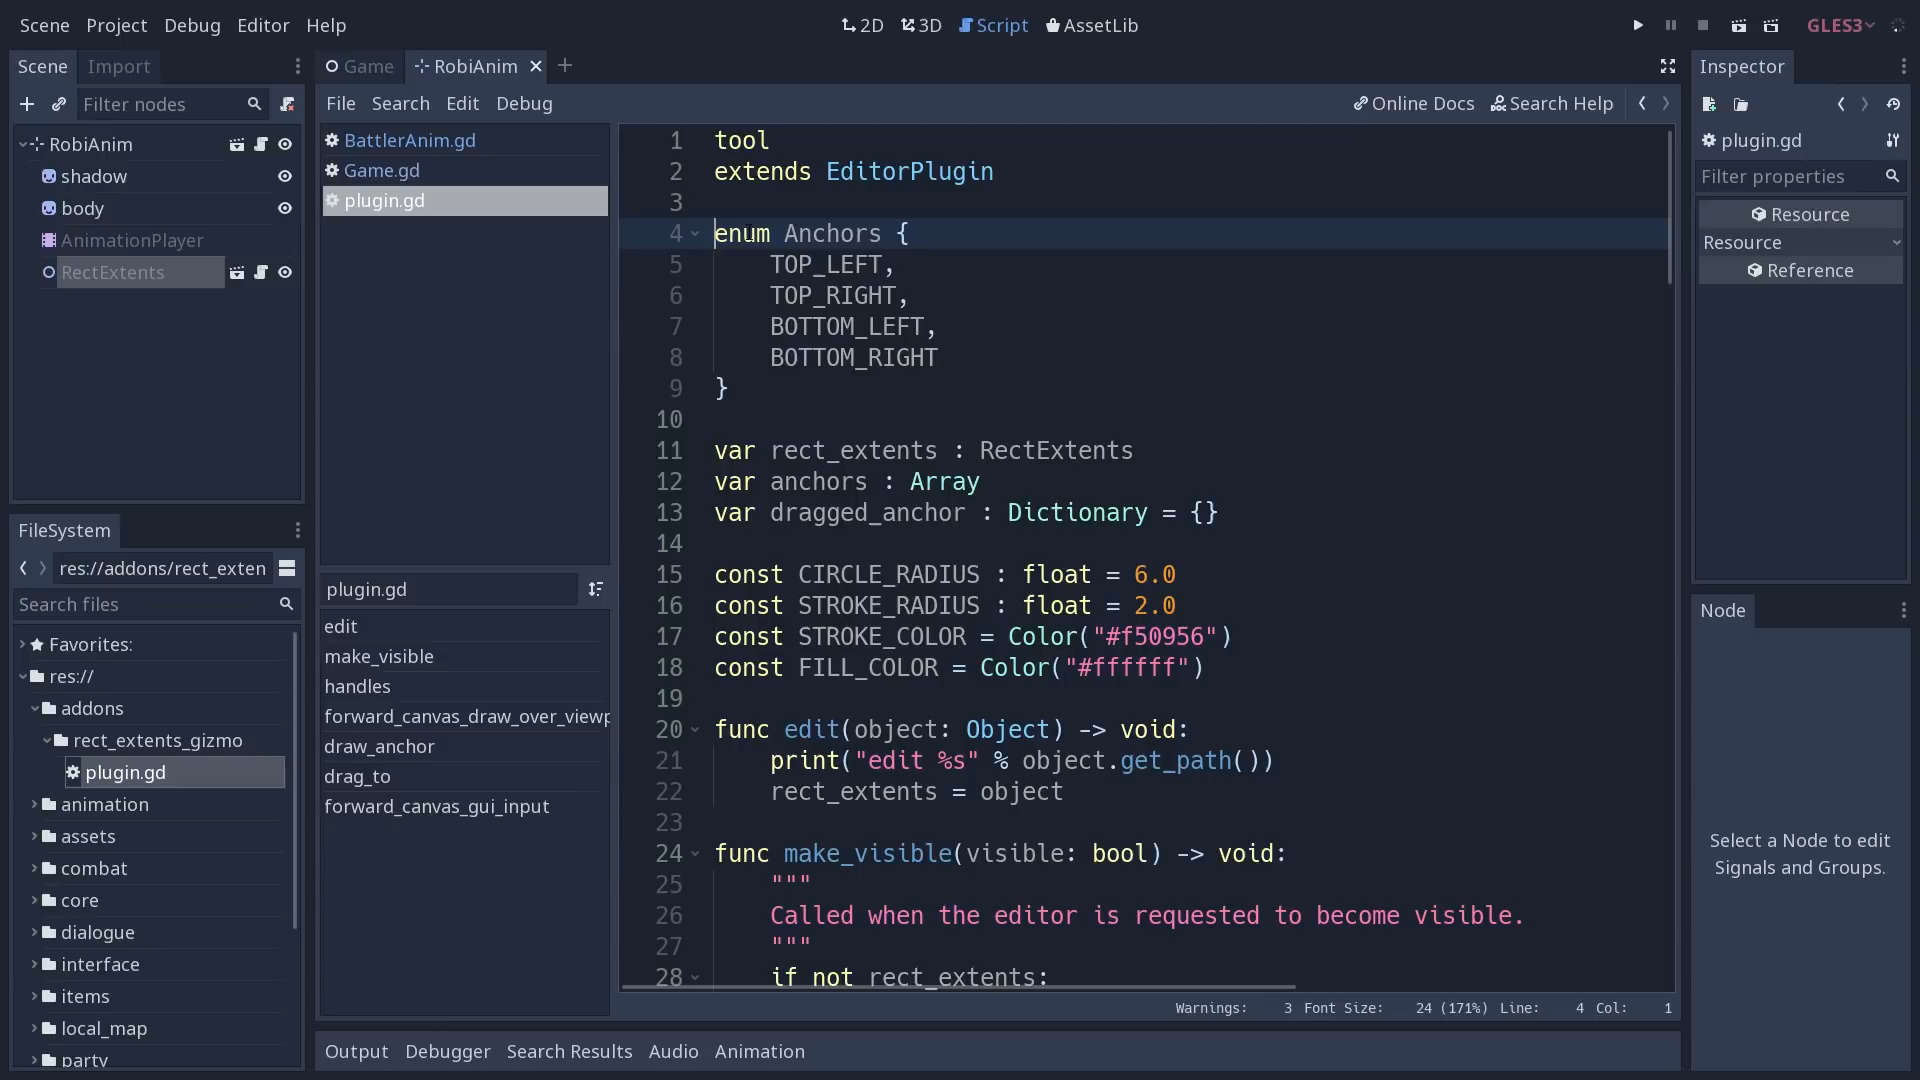 Scene Project Debug Editor Help
2D 3D Script AssetLib
GLES3
Scene Import
Filter nodes
RobiAnim
shadow
body
AnimationPlayer
RectExtents
FileSystem
res://addons/rect_exten
Search files
Favorites:
res://
addons
rect_extents_gizmo
plugin.gd
animation
assets
combat
core
dialogue
interface
items
local_map
party
Game RobiAnim
File Search Edit Debug
Online Docs Search Help
BattlerAnim.gd
Game.gd
plugin.gd
plugin.gd
edit
make_visible
handles
forward_canvas_draw_over_viewp
draw_anchor
drag_to
forward_canvas_gui_input
1 tool
2 extends EditorPlugin
3
4 enum Anchors {
5 TOP_LEFT,
6 TOP_RIGHT,
7 BOTTOM_LEFT,
8 BOTTOM_RIGHT
9 }
10
11 var rect_extents : RectExtents
12 var anchors : Array
13 var dragged_anchor : Dictionary = {}
14
15 const CIRCLE_RADIUS : float = 6.0
16 const STROKE_RADIUS : float = 2.0
17 const STROKE_COLOR = Color("#f50956")
18 const FILL_COLOR = Color("#ffffff")
19
20 func edit(object: Object) -> void:
21 print("edit %s" % object.get_path())
22 rect_extents = object
23
24 func make_visible(visible: bool) -> void:
25 """
26 Called when the editor is requested to become visible.
27 """
28 if not rect_extents:
Warnings: 3 Font Size: 24 (171%) Line: 4 Col: 1
Output Debugger Search Results Audio Animation
Inspector
plugin.gd
Filter properties
Resource
Resource
Reference
Node
Select a Node to edit
Signals and Groups.